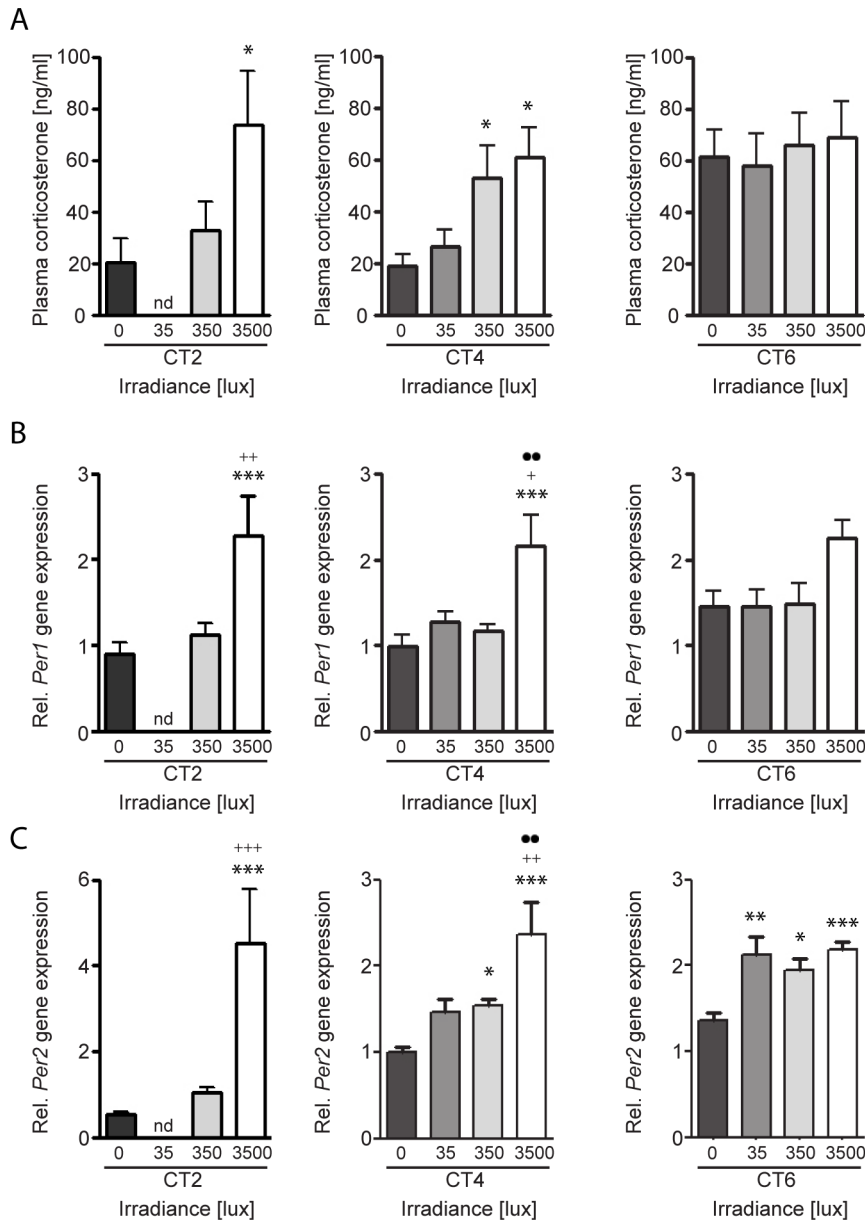 A
Plasma corticosterone [ng/ml]
100
80
60
40
20
0
*
nd
0 35 350 3500
CT2
Irradiance [lux]
Plasma corticosterone [ng/ml]
100
80
60
40
20
0
* *
0 35 350 3500
CT4
Irradiance [lux]
Plasma corticosterone [ng/ml]
100
80
60
40
20
0
0 35 350 3500
CT6
Irradiance [lux]
B
Rel. Per1 gene expression
3
2
1
0
++
***
nd
0 35 350 3500
CT2
Irradiance [lux]
Rel. Per1 gene expression
3
2
1
0
●●
+
***
0 35 350 3500
CT4
Irradiance [lux]
Rel. Per1 gene expression
3
2
1
0
0 35 350 3500
CT6
Irradiance [lux]
C
Rel. Per2 gene expression
6
4
2
0
+++
***
nd
0 35 350 3500
CT2
Irradiance [lux]
Rel. Per2 gene expression
3
2
1
0
●●
++
***
*
0 35 350 3500
CT4
Irradiance [lux]
Rel. Per2 gene expression
3
2
1
0
** * ***
0 35 350 3500
CT6
Irradiance [lux]